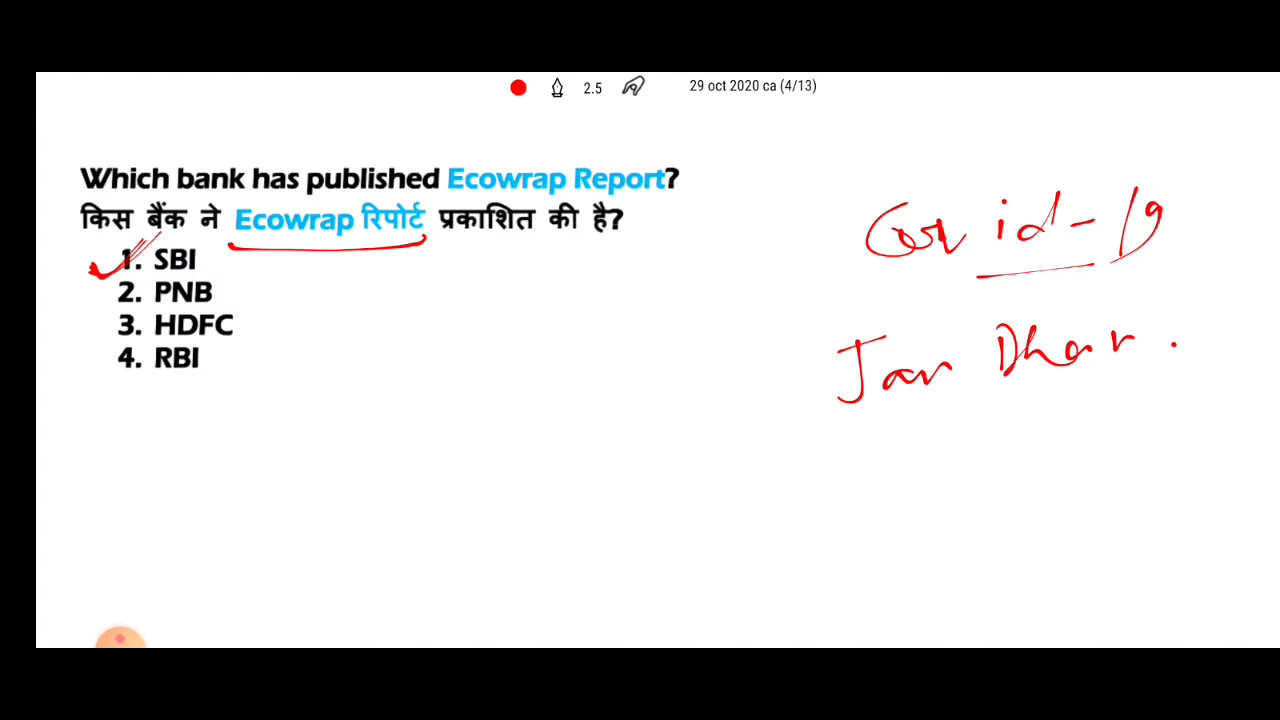 2.5
29 oct 2020 ca (4/13)
Which bank has published Ecowrap Report?
किस बैंक ने Ecowrap रिपोर्ट प्रकाशित की है?
1. SBI
2. PNB
3. HDFC
4. RBI
Covid-19
Jan Dhan.